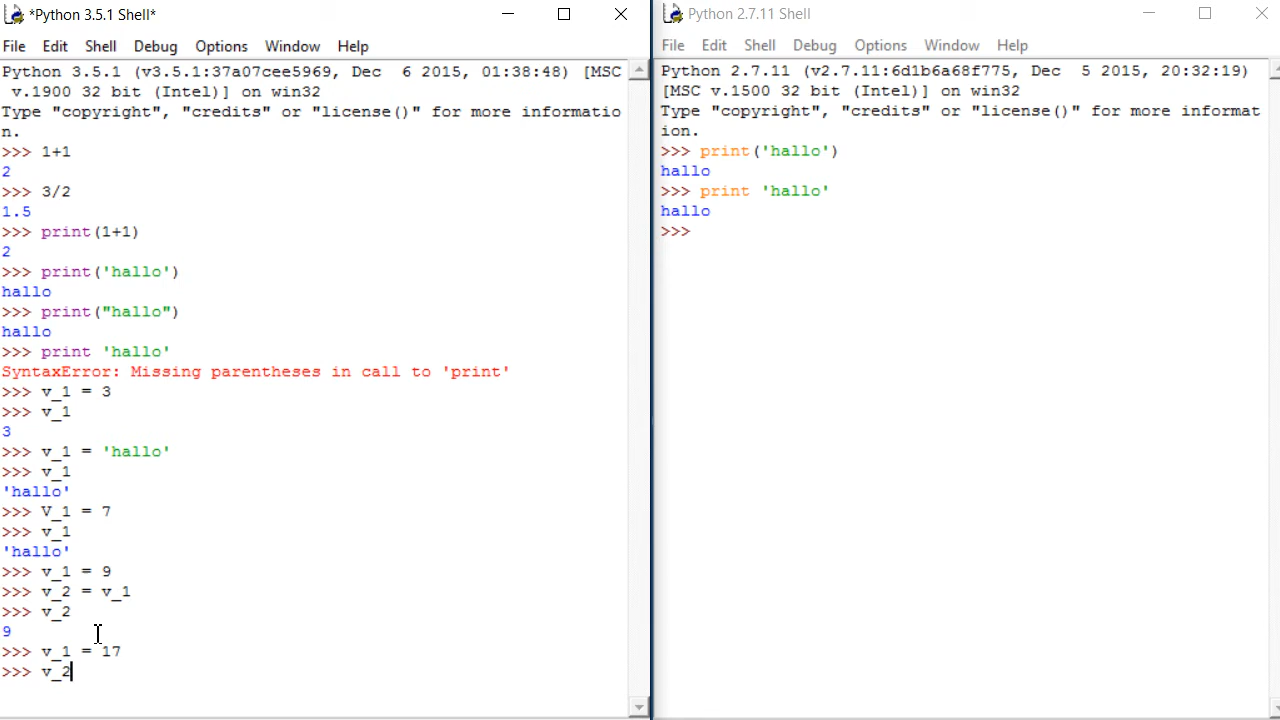 *Python 3.5.1 Shell*
File Edit Shell Debug Options Window Help
Python 3.5.1 (v3.5.1:37a07cee5969, Dec  6 2015, 01:38:48) [MSC
 v.1900 32 bit (Intel)] on win32
Type "copyright", "credits" or "license()" for more informatio
n.
>>> 1+1
2
>>> 3/2
1.5
>>> print(1+1)
2
>>> print('hallo')
hallo
>>> print("hallo")
hallo
>>> print 'hallo'
SyntaxError: Missing parentheses in call to 'print'
>>> v_1 = 3
>>> v_1
3
>>> v_1 = 'hallo'
>>> v_1
'hallo'
>>> V_1 = 7
>>> v_1
'hallo'
>>> v_1 = 9
>>> v_2 = v_1
>>> v_2
9
>>> v_1 = 17
>>> v_2
Python 2.7.11 Shell
File Edit Shell Debug Options Window Help
Python 2.7.11 (v2.7.11:6d1b6a68f775, Dec  5 2015, 20:32:19)
[MSC v.1500 32 bit (Intel)] on win32
Type "copyright", "credits" or "license()" for more informat
ion.
>>> print('hallo')
hallo
>>> print 'hallo'
hallo
>>>